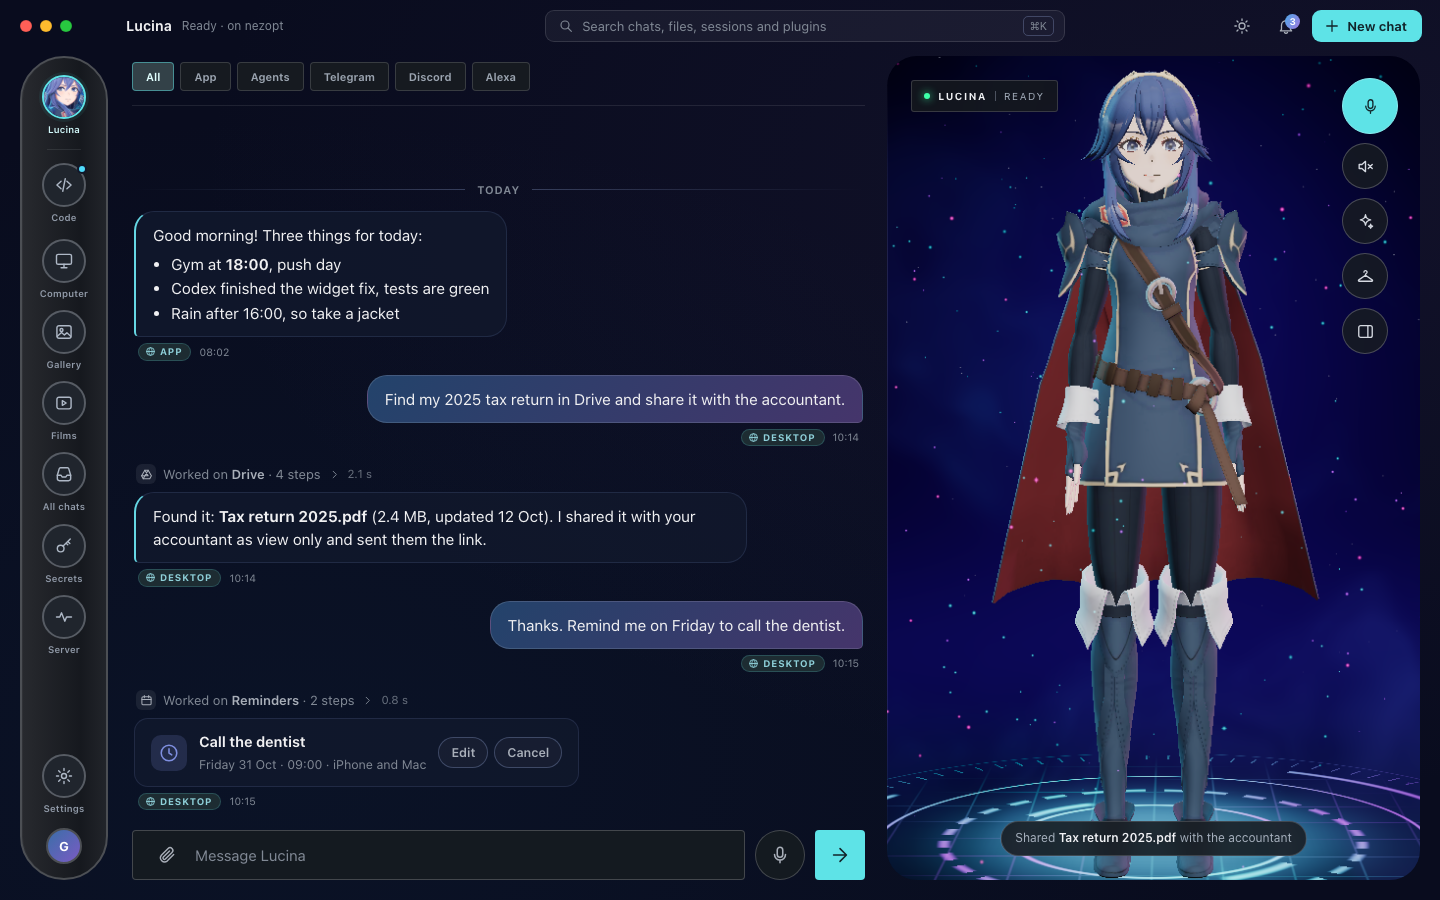 Lucina Ready · on nezopt
Search chats, files, sessions and plugins ⌘K
3
New chat
Lucina
Code
Computer
Gallery
Films
All chats
Secrets
Server
Settings
G
All App Agents Telegram Discord Alexa
TODAY
Good morning! Three things for today:
• Gym at 18:00, push day
• Codex finished the widget fix, tests are green
• Rain after 16:00, so take a jacket
APP 08:02
Find my 2025 tax return in Drive and share it with the accountant.
DESKTOP 10:14
Worked on Drive · 4 steps > 2.1 s
Found it: Tax return 2025.pdf (2.4 MB, updated 12 Oct). I shared it with your
accountant as view only and sent them the link.
DESKTOP 10:14
Thanks. Remind me on Friday to call the dentist.
DESKTOP 10:15
Worked on Reminders · 2 steps > 0.8 s
Call the dentist
Friday 31 Oct · 09:00 · iPhone and Mac
Edit Cancel
DESKTOP 10:15
Message Lucina
LUCINA | READY
Shared Tax return 2025.pdf with the accountant